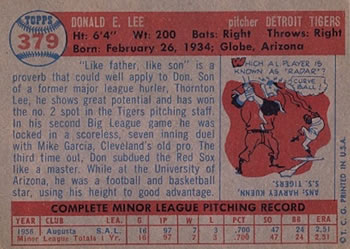 TOPPS
379
DONALD E. LEE pitcher DETROIT TIGERS
Ht: 6'4" Wt: 200 Bats: Right Throws: Right
Born: February 26, 1934; Globe, Arizona
"Like father, like son" is a
proverb that could well apply to Don. Son
of a former major league hurler, Thornton
Lee, he shows great potential and has won
the no. 2 spot in the Tigers pitching staff.
In his second Big League game he was
locked in a scoreless, seven inning duel
with Mike Garcia, Cleveland's old pro. The
third time out, Don subdued the Red Sox
like a master. While at the University of
Arizona, he was a football and basketball
star, using his height to good advantage.
WHICH A.L. PLAYER IS
KNOWN AS "RADAR"??
CURVE
BALL!
ANS. HARVEY KUENN
S.S. TIGERS
COMPLETE MINOR LEAGUE PITCHING RECORD
YEAR CLUB LEA G IP W L PCT. SO BB ERA
1956 Augusta S.A.L. 16 97 7 7 .500 47 24 2.51
Minor League—Totals 1 Yr. 16 97 7 7 .500 47 24 2.51
©T. C. G. PRINTED IN U.S.A.